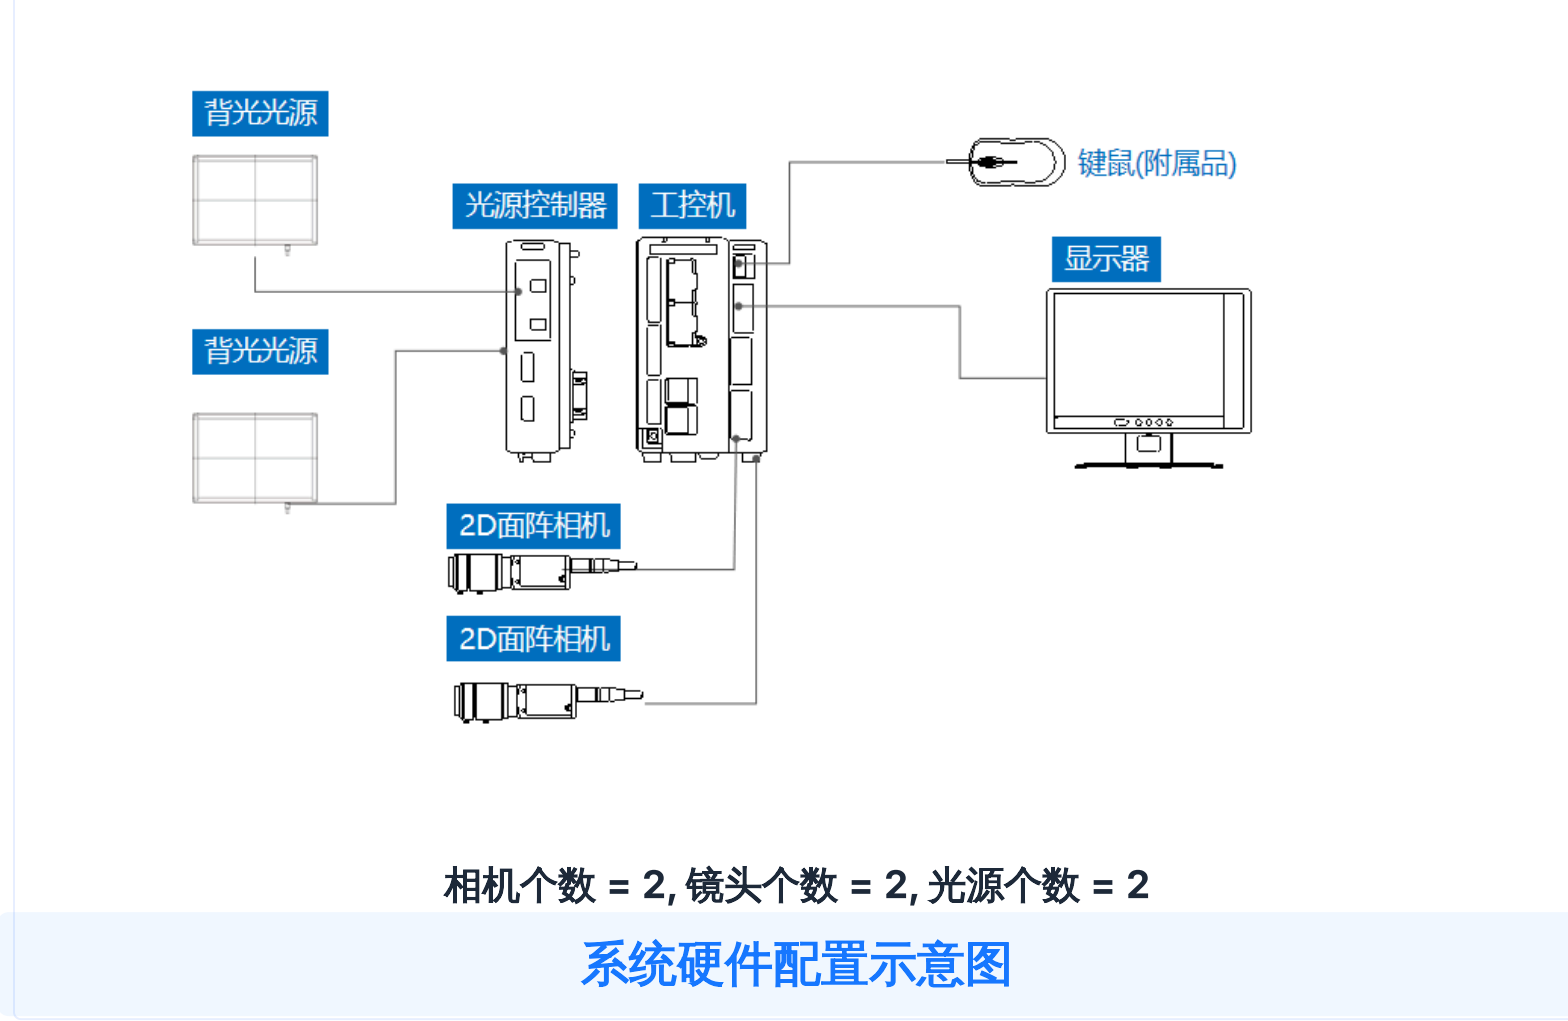 背光光源
光源控制器
工控机
键鼠(附属品)
显示器
背光光源
2D面阵相机
2D面阵相机
相机个数 = 2, 镜头个数 = 2, 光源个数 = 2
系统硬件配置示意图